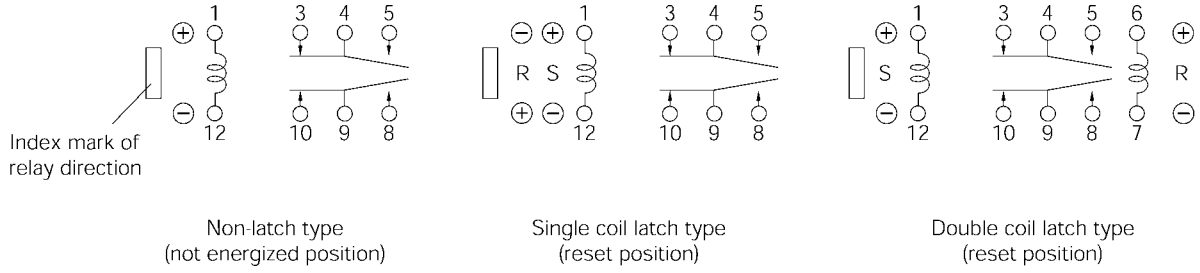 1 3 4 5 1 3 4 5 1 3 4 5 6
+ - + + +
R S S R
- + - - -
12 10 9 8 12 10 9 8 12 10 9 8 7
Index mark of
relay direction
Non-latch type
(not energized position)
Single coil latch type
(reset position)
Double coil latch type
(reset position)